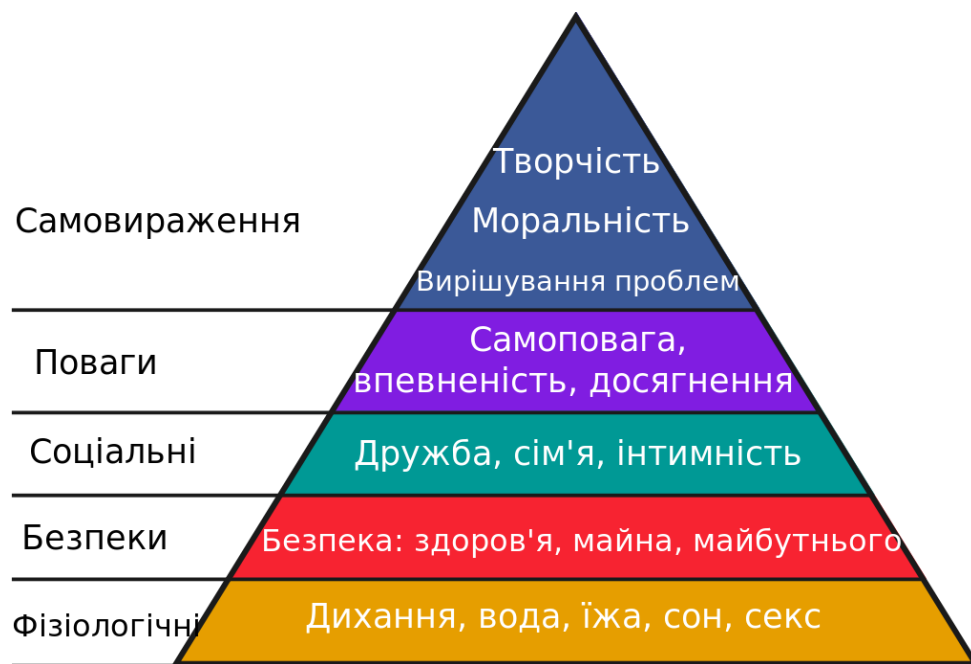 Творчість
Самовираження
Моральність
Вирішування проблем
Поваги
Самоповага,
впевненість, досягнення
Соціальні
Дружба, сім'я, інтимність
Безпеки
Безпека: здоров'я, майна, майбутнього
Фізіологічні
Дихання, вода, їжа, сон, секс